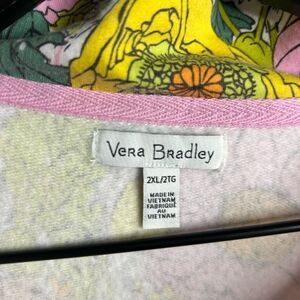 Vera Bradley
2XL/2TG
MADE IN
VIETNAM
FABRIQUÉ
AU
VIETNAM